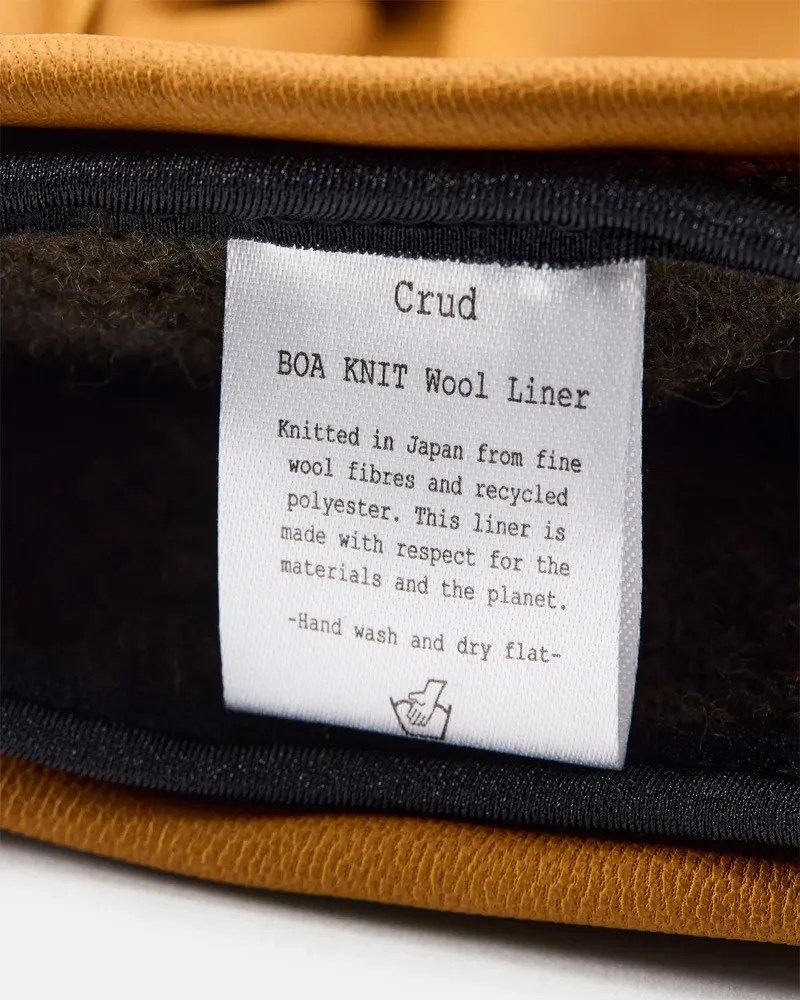 Crud
BOA KNIT Wool Liner
Knitted in Japan from fine
wool fibres and recycled
polyester. This liner is
made with respect for the
materials and the planet.
-Hand wash and dry flat-